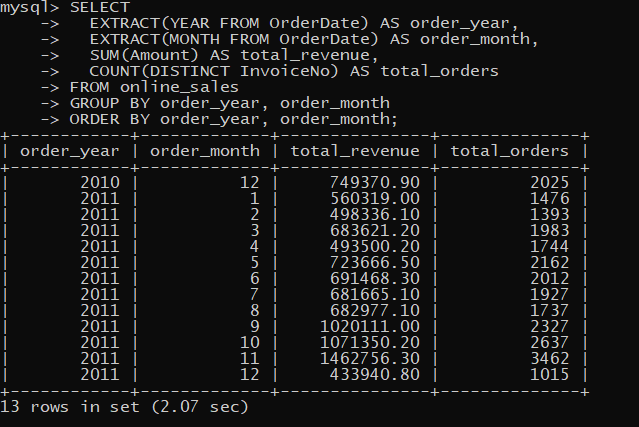 mysql> SELECT
    ->   EXTRACT(YEAR FROM OrderDate) AS order_year,
    ->   EXTRACT(MONTH FROM OrderDate) AS order_month,
    ->   SUM(Amount) AS total_revenue,
    ->   COUNT(DISTINCT InvoiceNo) AS total_orders
    -> FROM online_sales
    -> GROUP BY order_year, order_month
    -> ORDER BY order_year, order_month;
+------------+-------------+---------------+--------------+
| order_year | order_month | total_revenue | total_orders |
+------------+-------------+---------------+--------------+
|       2010 |          12 |     749370.90 |         2025 |
|       2011 |           1 |     560319.00 |         1476 |
|       2011 |           2 |     498336.10 |         1393 |
|       2011 |           3 |     683621.20 |         1983 |
|       2011 |           4 |     493500.20 |         1744 |
|       2011 |           5 |     723666.50 |         2162 |
|       2011 |           6 |     691468.30 |         2012 |
|       2011 |           7 |     681665.10 |         1927 |
|       2011 |           8 |     682977.10 |         1737 |
|       2011 |           9 |    1020111.00 |         2327 |
|       2011 |          10 |    1071350.20 |         2637 |
|       2011 |          11 |    1462756.30 |         3462 |
|       2011 |          12 |     433940.80 |         1015 |
+------------+-------------+---------------+--------------+
13 rows in set (2.07 sec)